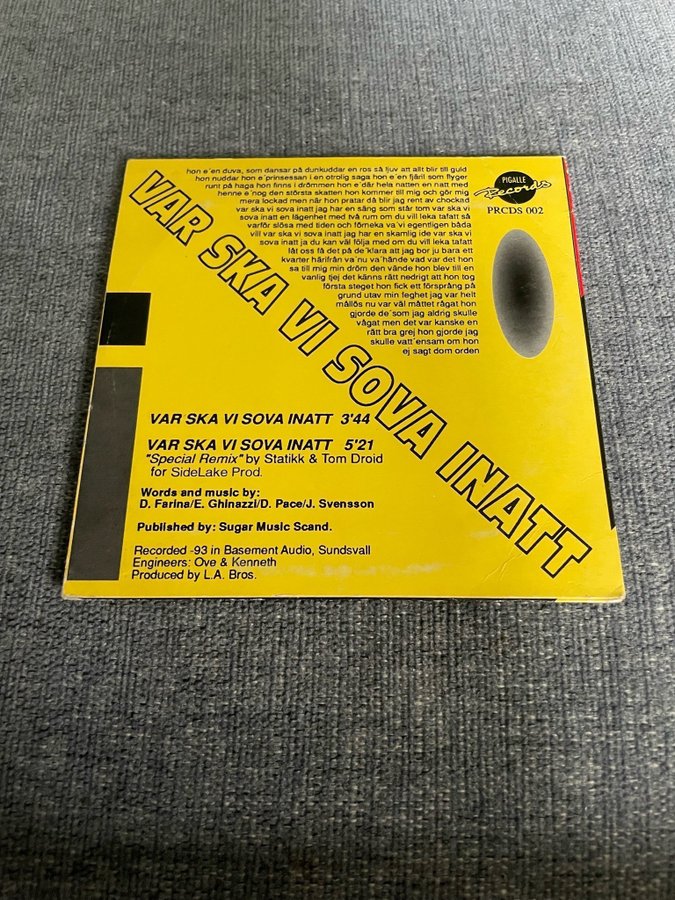 hon e´en duva, som dansar på dunkuddar en ros så ljuv att allt blir till guld
hon nuddar hon e´prinsessan i en otrolig saga hon e´en fjäril som flyger
runt på haga hon finns i drömmen hon e´där hela natten en natt med
henne e´nog den största skatten hon kommer till mig och gör mig
mera lockad men när hon pratar då blir jag rent av chockad
var ska vi sova inatt jag har en säng som står tom var ska vi
sova inatt en lägenhet med två rum om du vill leka tafatt så
varför slösa med tiden och förneka va´vi egentligen båda
vill var ska vi sova inatt jag har en skamlig ide var ska vi
sova inatt ja du kan väl följa med om du vill leka tafatt
låt oss få det på de´klara att jag bor ju bara ett
kvarter härifrån va´nu va´hände vad var det hon
sa till mig min dröm den vände hon blev till en
vanlig tjej det känns rätt nedrigt att hon tog
första steget hon fick ett försprång på
grund utav min feghet jag var helt
mållös nu var väl måttet rågat hon
gjorde de´som jag aldrig skulle
vågat men det var kanske en
rätt bra grej hon gjorde jag
skulle vatt´ensam om hon
ej sagt dom orden
PIGALLE
Records
PRCDS 002
VAR SKA VI SOVA INATT
VAR SKA VI SOVA INATT 3'44
VAR SKA VI SOVA INATT 5'21
"Special Remix" by Statikk & Tom Droid
for SideLake Prod.
Words and music by:
D. Farina/E. Ghinazzi/D. Pace/J. Svensson
Published by: Sugar Music Scand.
Recorded -93 in Basement Audio, Sundsvall
Engineers: Ove & Kenneth
Produced by L.A. Bros.